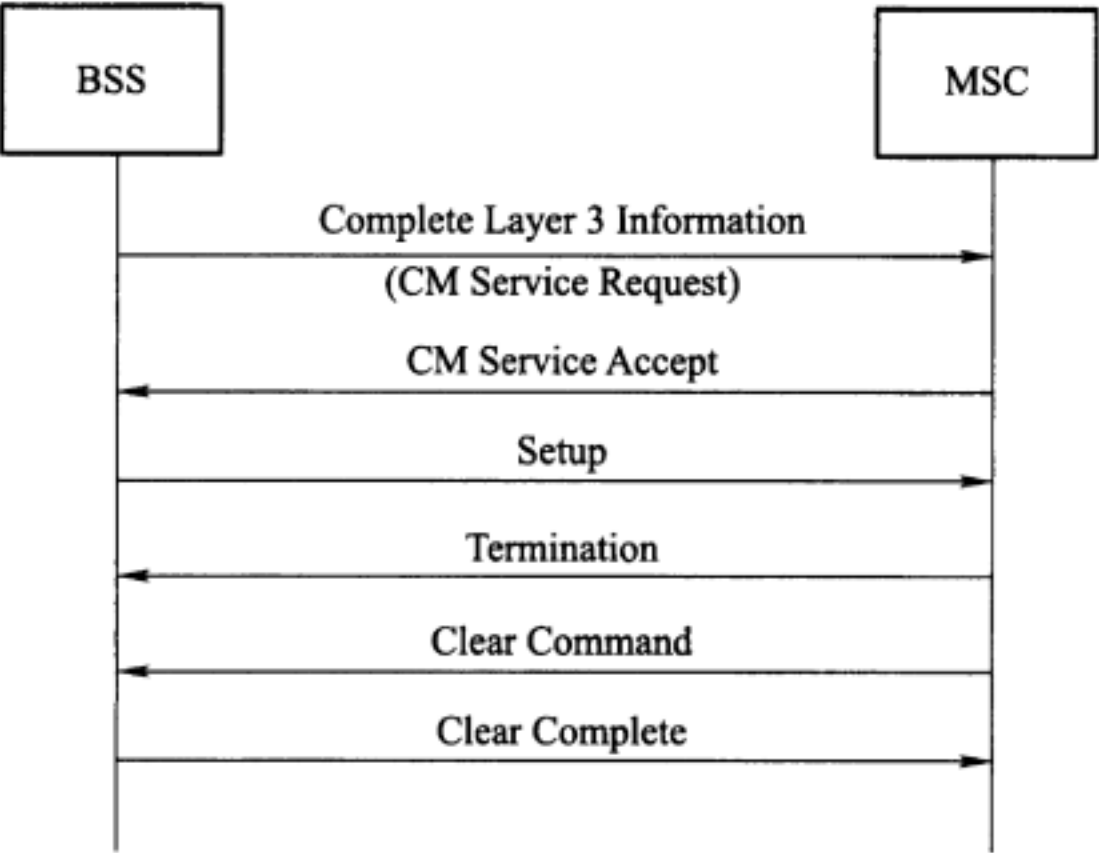 BSS
MSC
Complete Layer 3 Information
(CM Service Request)
CM Service Accept
Setup
Termination
Clear Command
Clear Complete